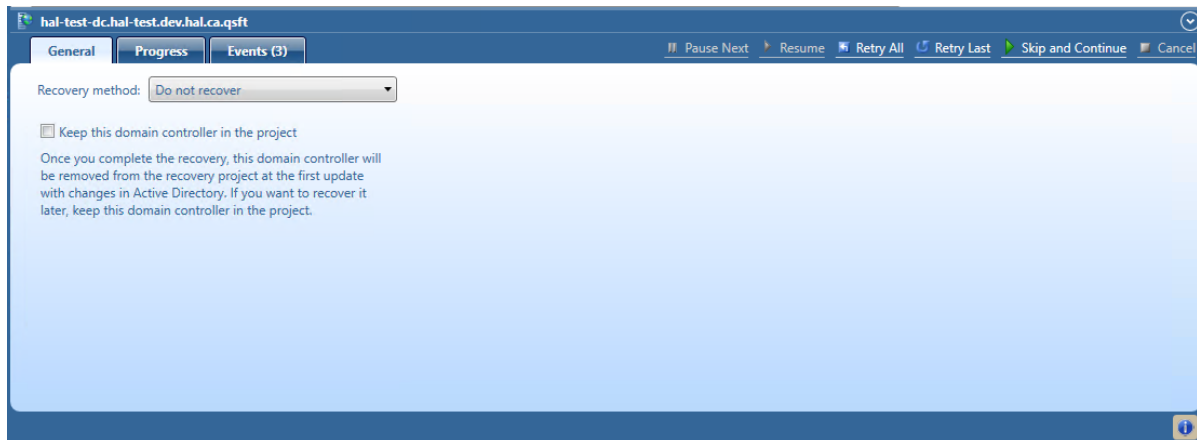 hal-test-dc.hal-test.dev.hal.ca.qsft
General Progress Events (3) Pause Next Resume Retry All Retry Last Skip and Continue Cancel
Recovery method: Do not recover
Keep this domain controller in the project
Once you complete the recovery, this domain controller will
be removed from the recovery project at the first update
with changes in Active Directory. If you want to recover it
later, keep this domain controller in the project.